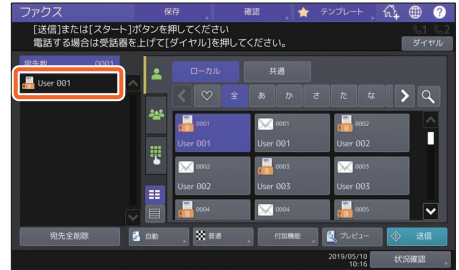 ファクス
保存
確認
テンプレート
[送信]または[スタート]ボタンを押してください
電話する場合は受話器を上げて[ダイヤル]を押してください。
1 2
ダイヤル
宛先数 0001
User 001
ローカル
共通
全 あ か さ た な
0001 0001 0002
User 001 User 001 User 002
0002 0003 0003
User 002 User 003 User 003
0004 0004 0005
宛先全削除
自動
普通
付加機能
プレビュー
送信
2019/05/10
10:16
状況確認